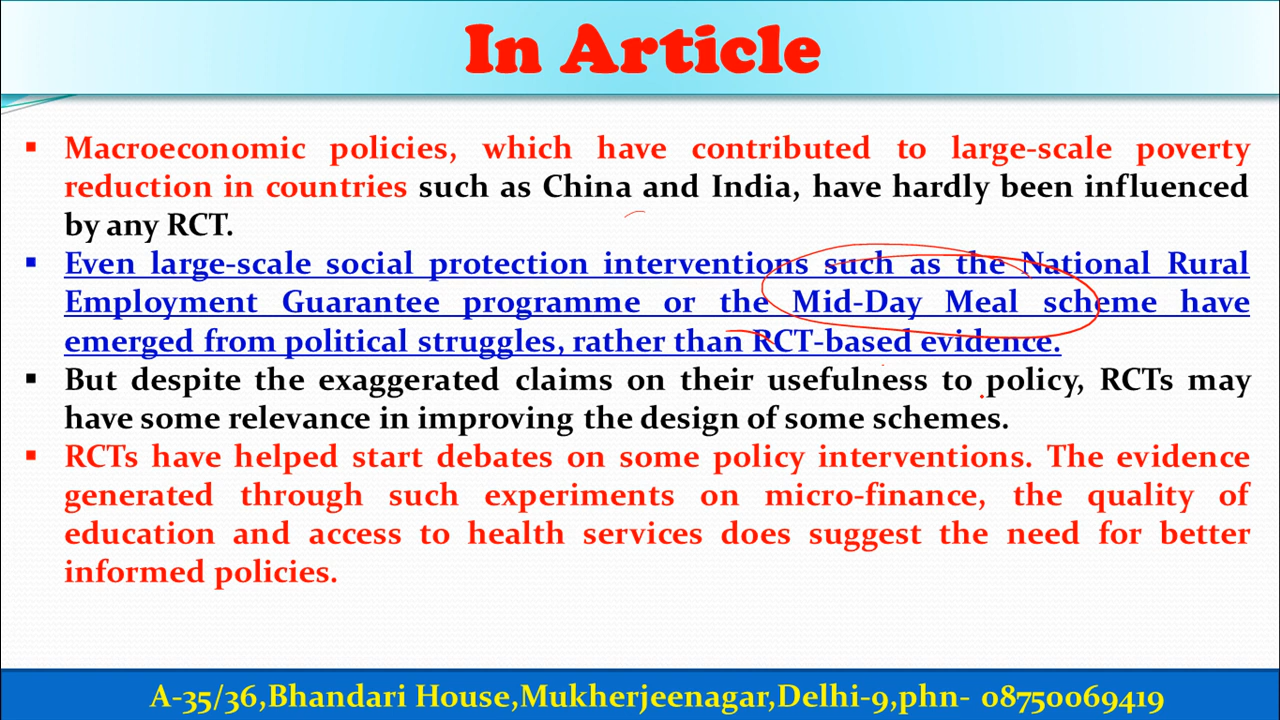 In Article
▪ Macroeconomic policies, which have contributed to large-scale poverty
reduction in countries such as China and India, have hardly been influenced
by any RCT.
▪ Even large-scale social protection interventions such as the National Rural
Employment Guarantee programme or the Mid-Day Meal scheme have
emerged from political struggles, rather than RCT-based evidence.
▪ But despite the exaggerated claims on their usefulness to policy, RCTs may
have some relevance in improving the design of some schemes.
▪ RCTs have helped start debates on some policy interventions. The evidence
generated through such experiments on micro-finance, the quality of
education and access to health services does suggest the need for better
informed policies.
A-35/36,Bhandari House,Mukherjeenagar,Delhi-9,phn- 08750069419